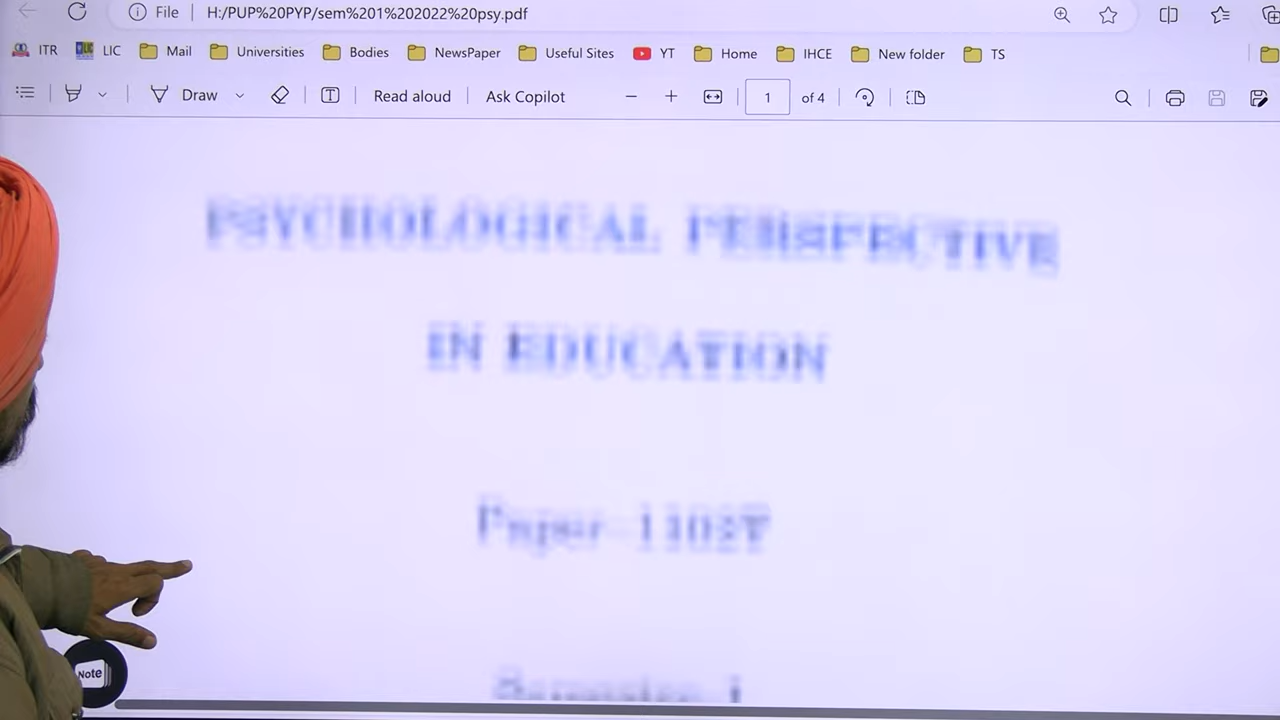 File H:/PUP%20PYP/sem%201%202022%20psy.pdf
ITR LIC Mail Universities Bodies NewsPaper Useful Sites YT Home IHCE New folder TS
Draw Read aloud Ask Copilot 1 of 4
PSYCHOLOGICAL PERSPECTIVE
IN EDUCATION
Paper
Note